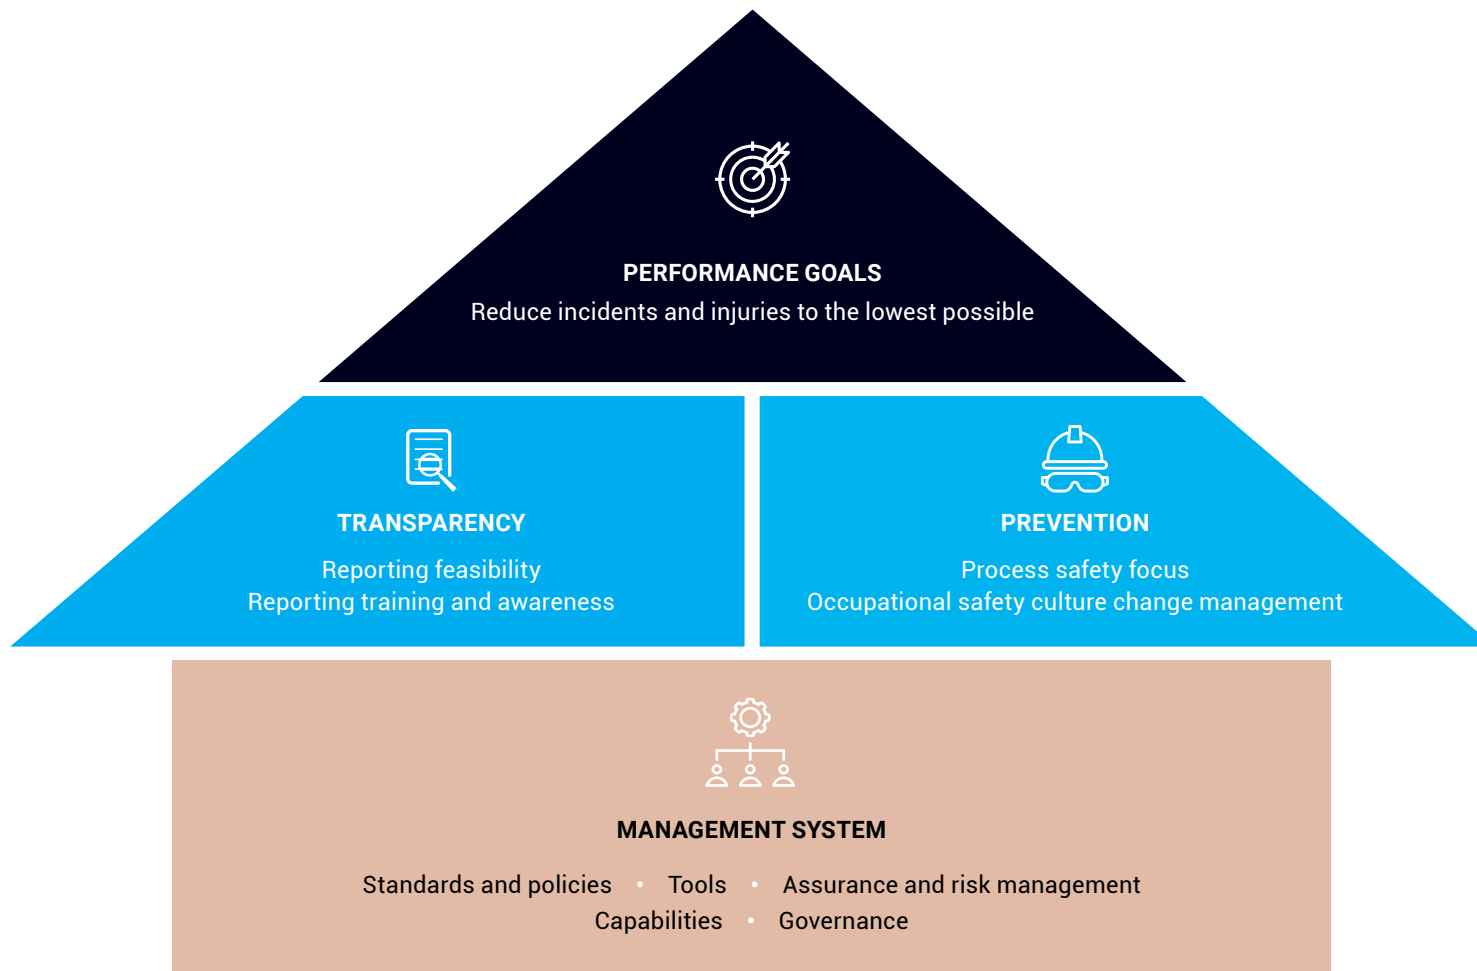 PERFORMANCE GOALS
Reduce incidents and injuries to the lowest possible
TRANSPARENCY
Reporting feasibility
Reporting training and awareness
PREVENTION
Process safety focus
Occupational safety culture change management
MANAGEMENT SYSTEM
Standards and policies • Tools • Assurance and risk management
Capabilities • Governance